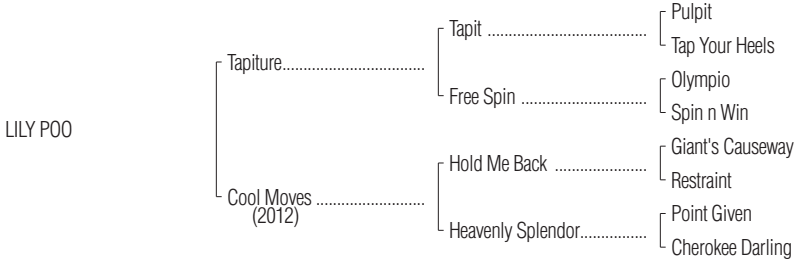 Pulpit
Tapit ......................................
Tap Your Heels
Tapiture..................................
Olympio
Free Spin ..............................
Spin n Win
LILY POO
Giant's Causeway
Hold Me Back ......................
Restraint
Cool Moves ..........................
(2012)
Point Given
Heavenly Splendor................
Cherokee Darling